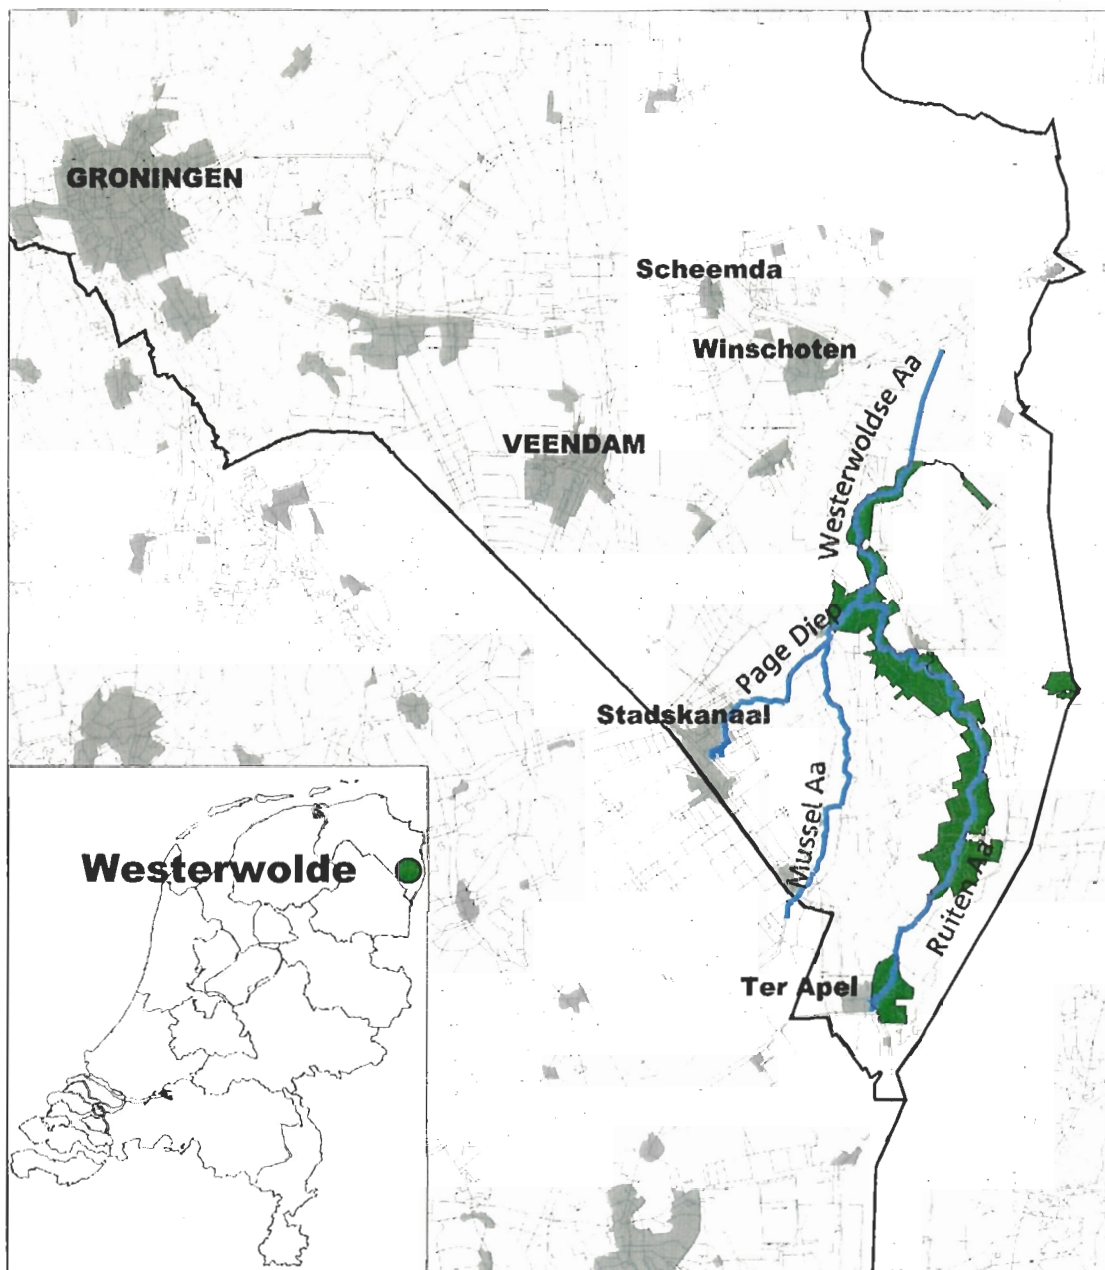 GRONINGEN
Scheemda
Winschoten
Westerwoldse Aa
VEENDAM
Page Diep
Stadskanaal
Mussel Aa
Ruiten Aa
Westerwolde
Ter Apel